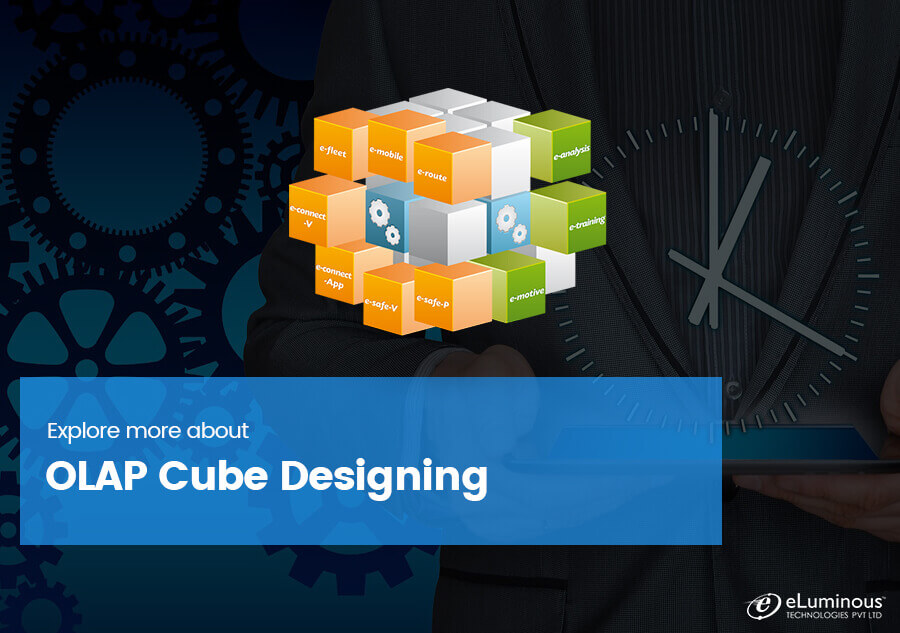 e-fleet
e-mobile
e-route
e-analysis
e-connect
-V
e-training
e-connect
-App
e-safe-V
e-safe-P
e-motive
Explore more about
OLAP Cube Designing
eLuminous™
TECHNOLOGIES PVT LTD